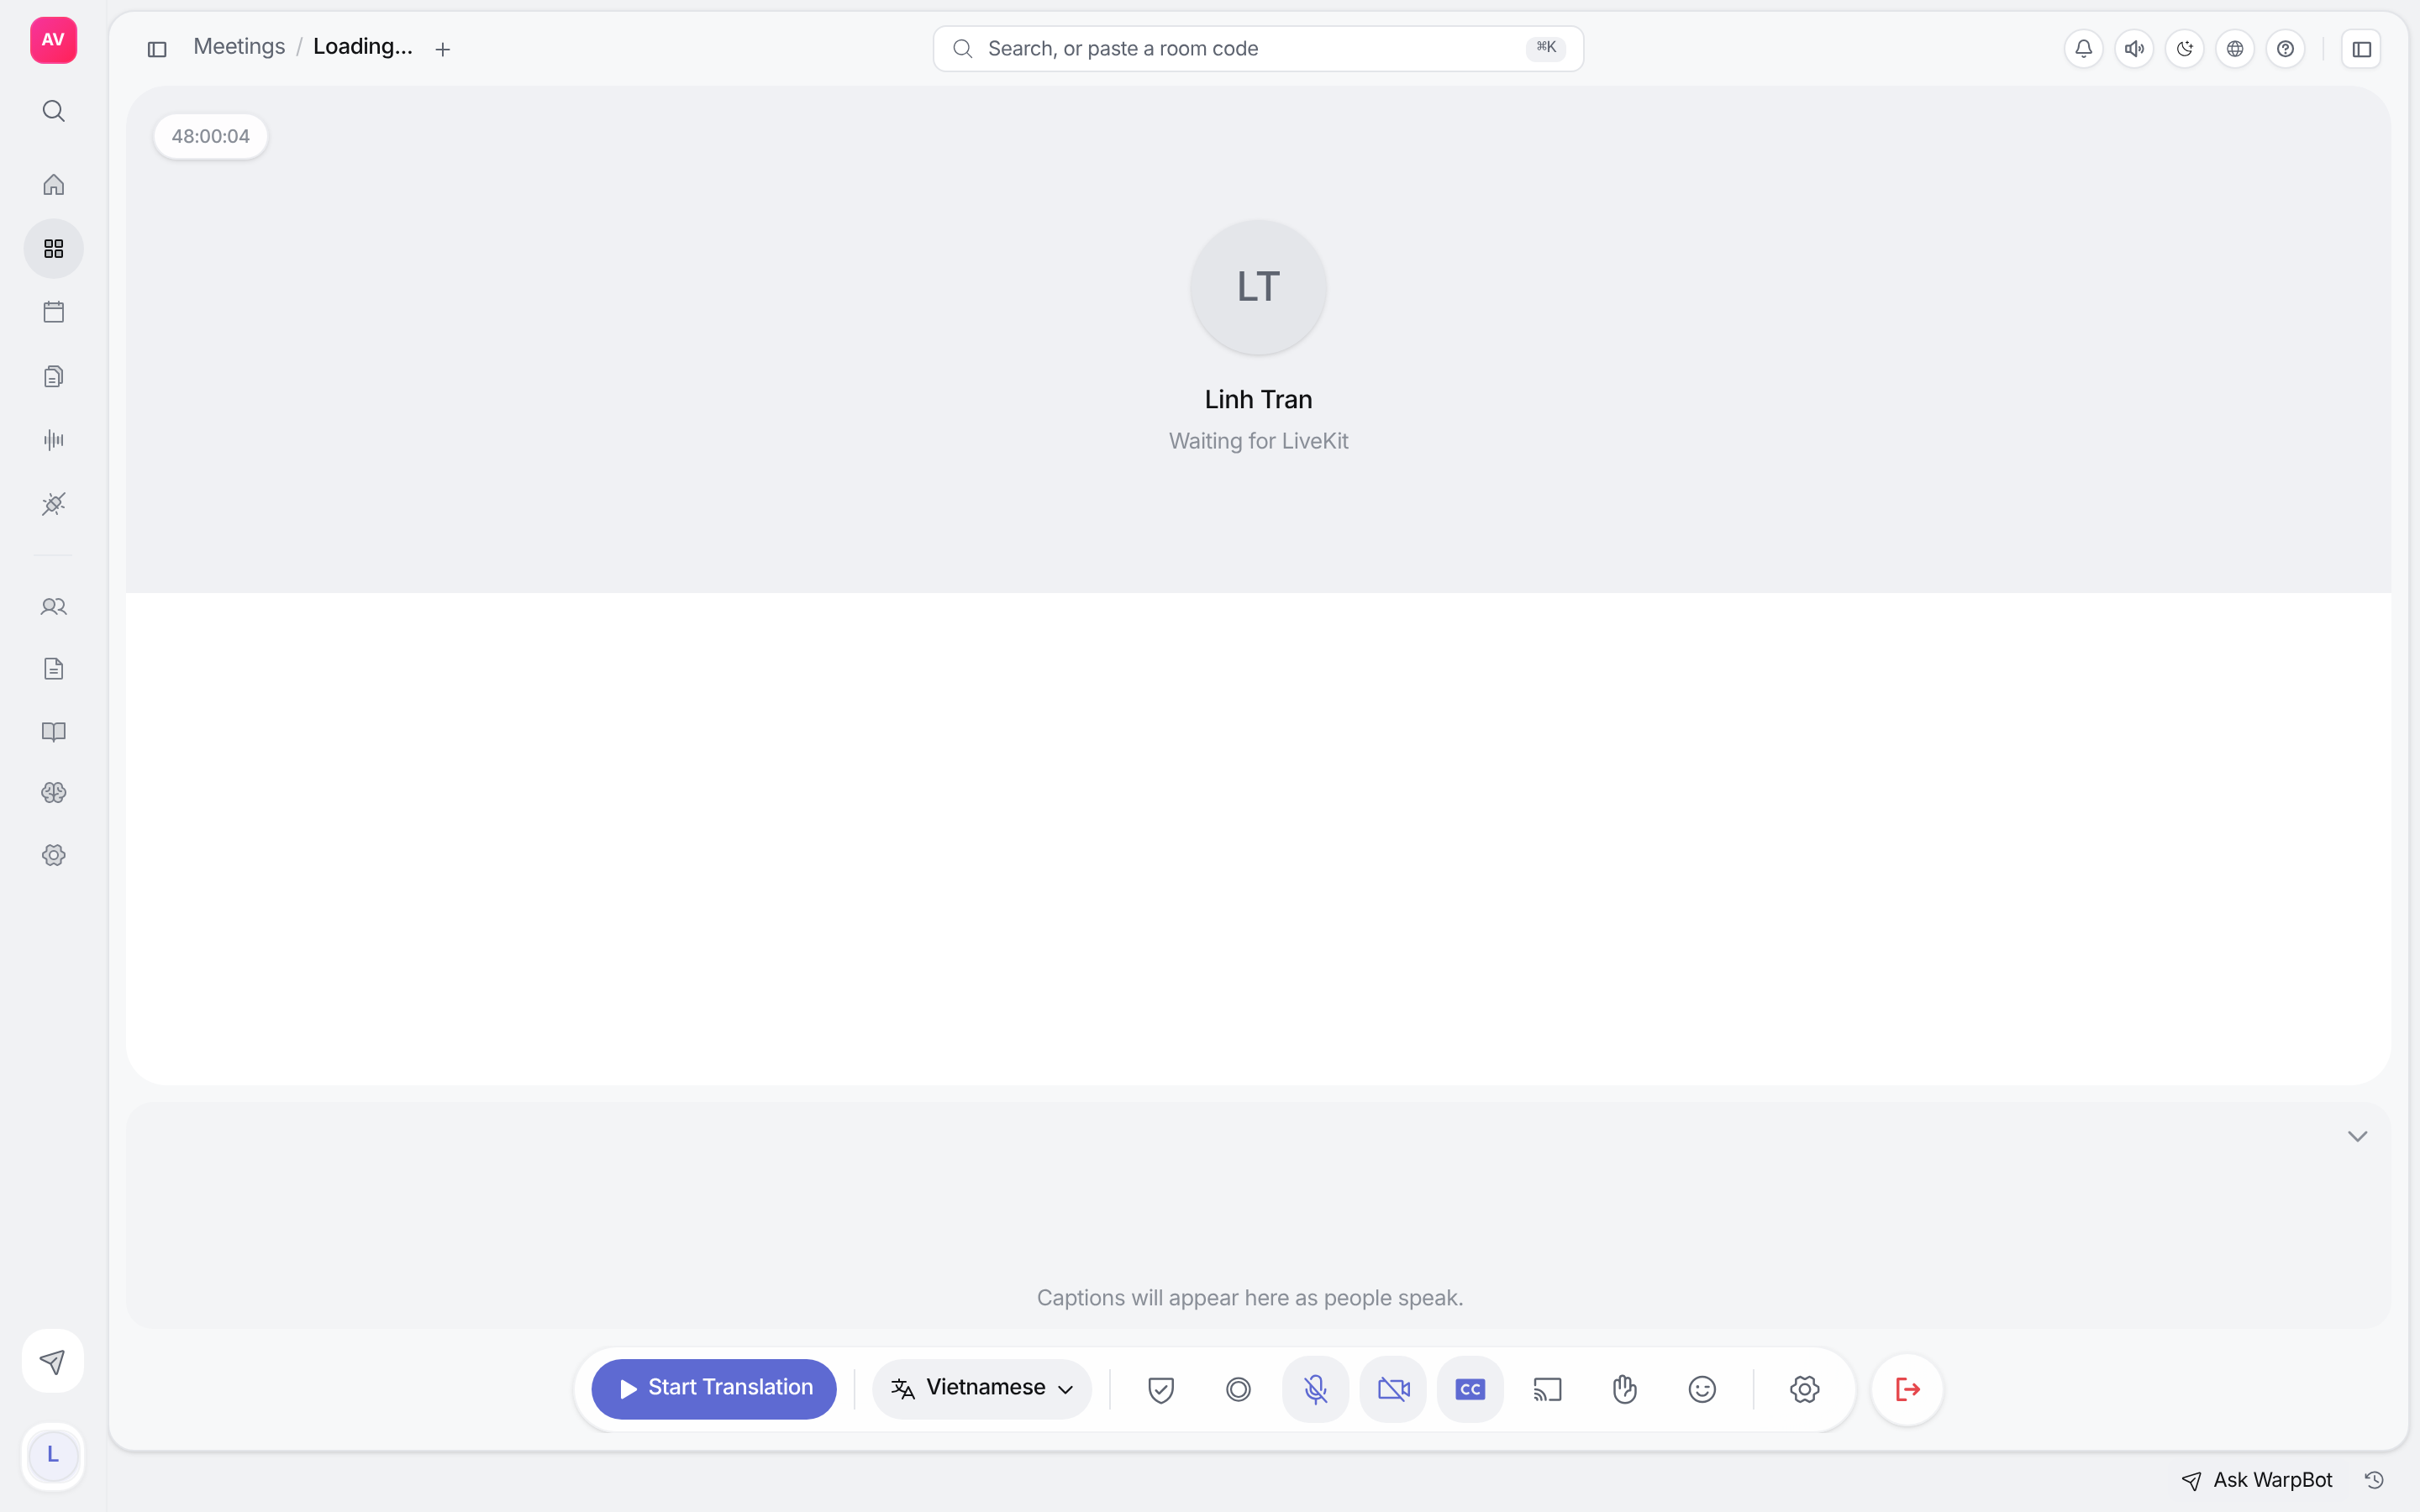 AV
Meetings / Loading... +
Search, or paste a room code
⌘K
48:00:04
LT
Linh Tran
Waiting for LiveKit
Captions will appear here as people speak.
Start Translation
Vietnamese
CC
L
Ask WarpBot